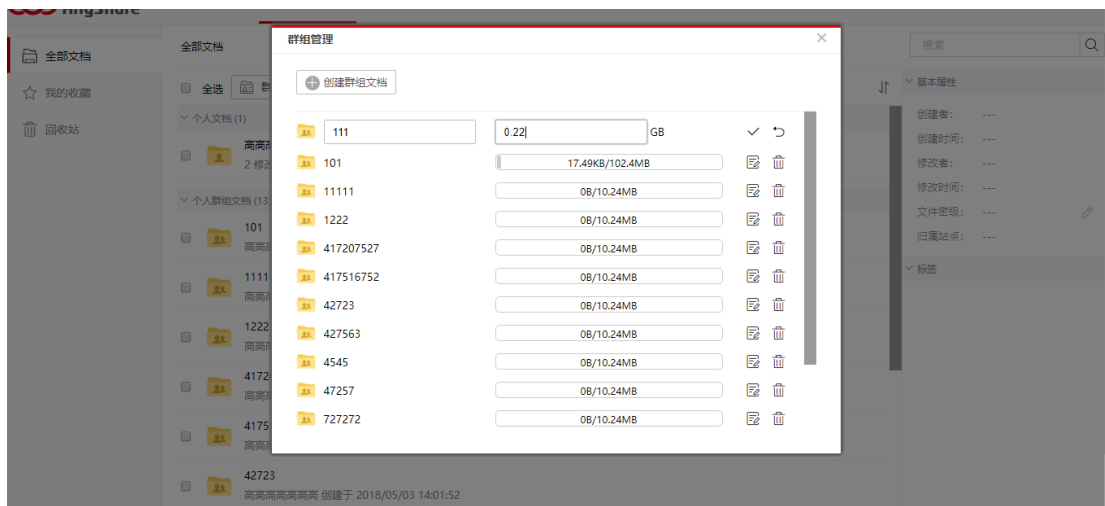 AnyShare
群组管理
全部文档
我的收藏
回收站
全部文档
全选
个人文档 (1)
2 修改
个人群组文档 (13
101
1111
1222
4172
4175
42723
高高高高高高高 创建于 2018/05/03 14:01:52
创建群组文档
111 0.22 GB
101 17.49KB/102.4MB
11111 0B/10.24MB
1222 0B/10.24MB
417207527 0B/10.24MB
417516752 0B/10.24MB
42723 0B/10.24MB
427563 0B/10.24MB
4545 0B/10.24MB
47257 0B/10.24MB
727272 0B/10.24MB
搜索
基本属性
创建者: ---
创建时间: ---
修改者: ---
修改时间: ---
文件密级: ---
归属站点: ---
标签